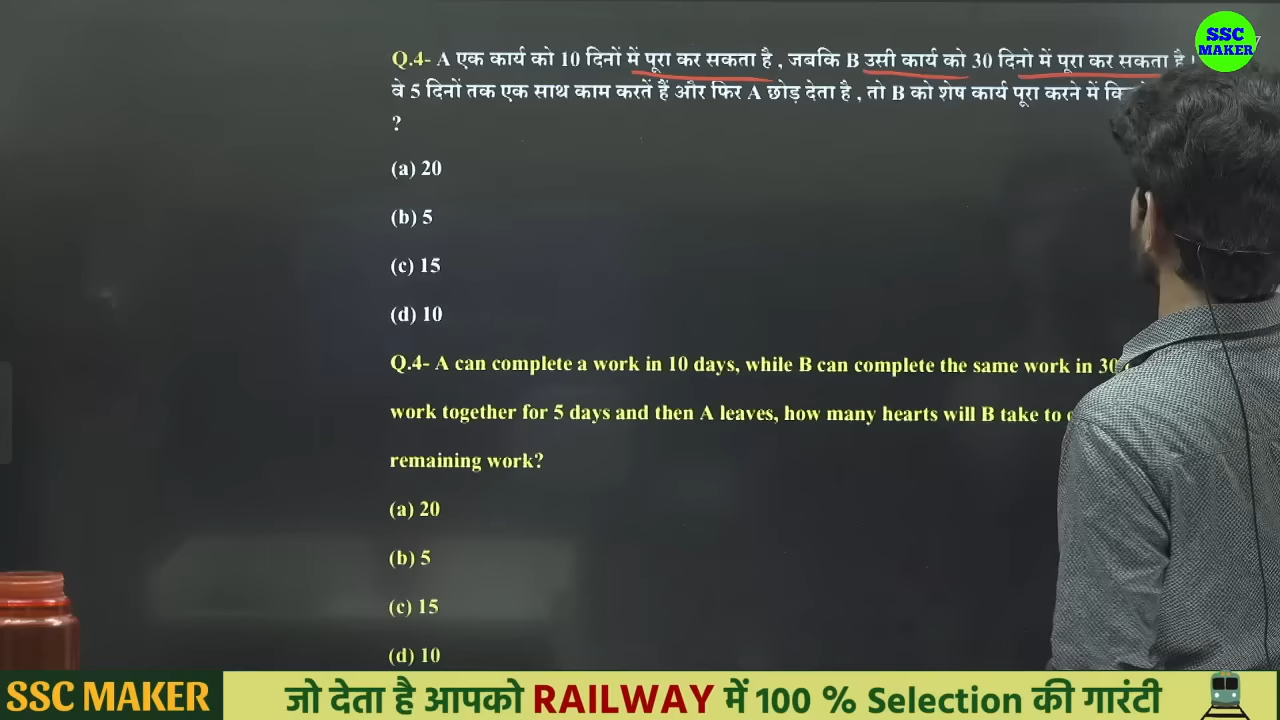 SSC
MAKER
Q.4- A एक कार्य को 10 दिनों में पूरा कर सकता है , जबकि B उसी कार्य को 30 दिनो में पूरा कर सकता है
वे 5 दिनों तक एक साथ काम करतें हैं और फिर A छोड़ देता है , तो B को शेष कार्य पूरा करने में
?
(a) 20
(b) 5
(c) 15
(d) 10
Q.4- A can complete a work in 10 days, while B can complete the same work in 30
work together for 5 days and then A leaves, how many hearts will B take to
remaining work?
(a) 20
(b) 5
(c) 15
(d) 10
SSC MAKER जो देता है आपको RAILWAY में 100 % Selection की गारंटी